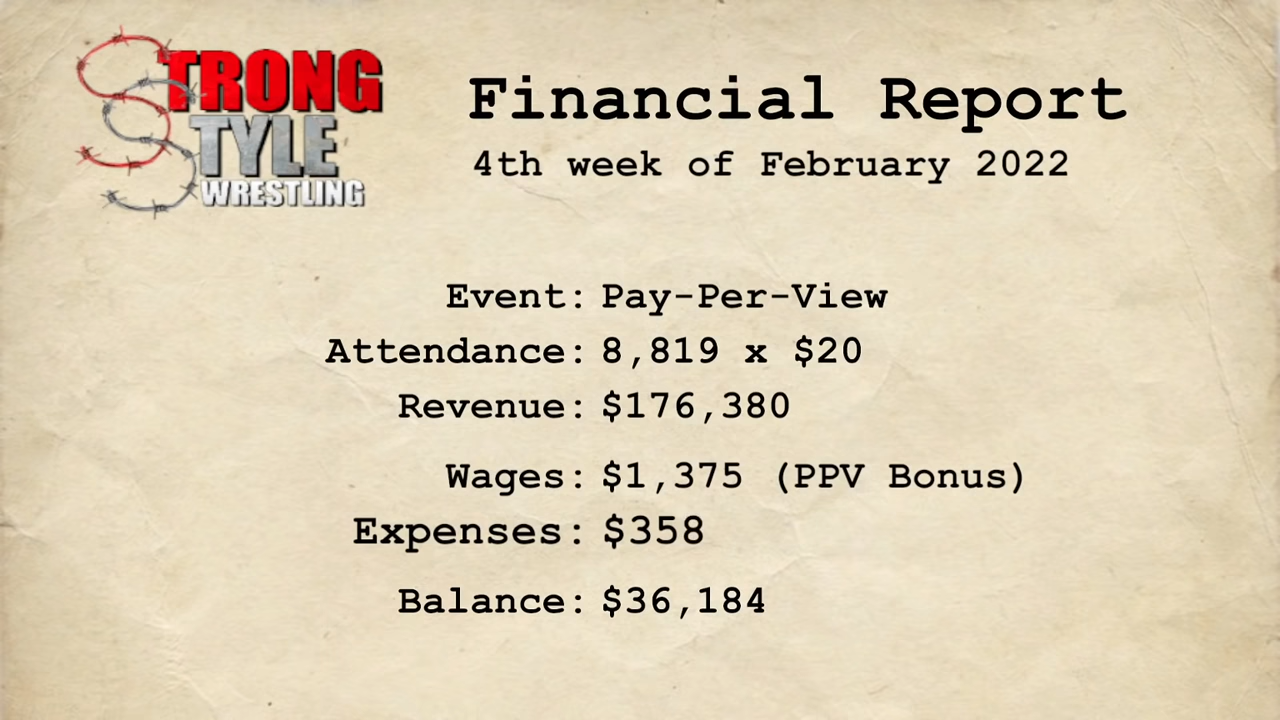 STRONG
STYLE
WRESTLING
Financial Report
4th week of February 2022
Event: Pay-Per-View
Attendance: 8,819 x $20
Revenue: $176,380
Wages: $1,375 (PPV Bonus)
Expenses: $358
Balance: $36,184